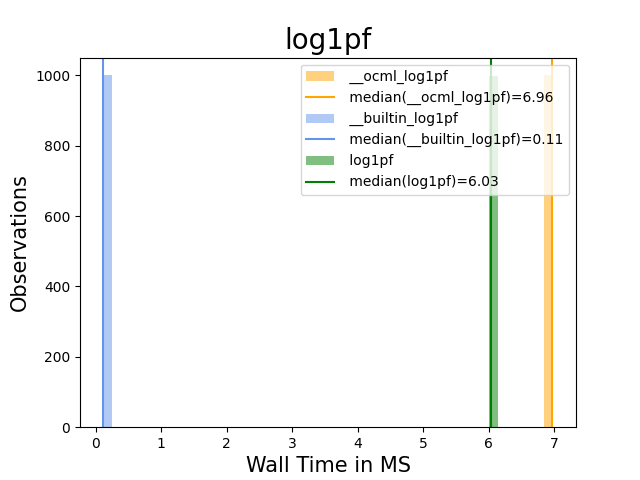 log1pf
1000
800
600
400
200
0
Observations
__ocml_log1pf
median(__ocml_log1pf)=6.96
__builtin_log1pf
median(__builtin_log1pf)=0.11
log1pf
median(log1pf)=6.03
0 1 2 3 4 5 6 7
Wall Time in MS